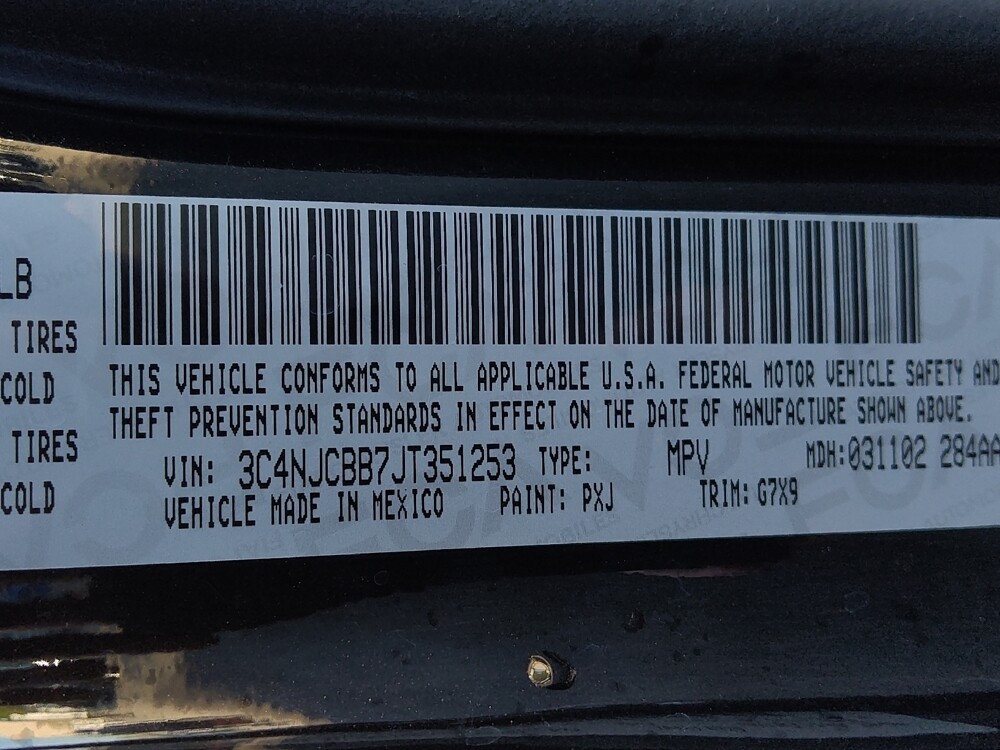 LB
TIRES
COLD
TIRES
COLD
THIS VEHICLE CONFORMS TO ALL APPLICABLE U.S.A. FEDERAL MOTOR VEHICLE SAFETY AND
THEFT PREVENTION STANDARDS IN EFFECT ON THE DATE OF MANUFACTURE SHOWN ABOVE.
VIN: 3C4NJCBB7JT351253 TYPE: MPV MDH:031102 284AA
VEHICLE MADE IN MEXICO PAINT: PXJ TRIM: G7X9